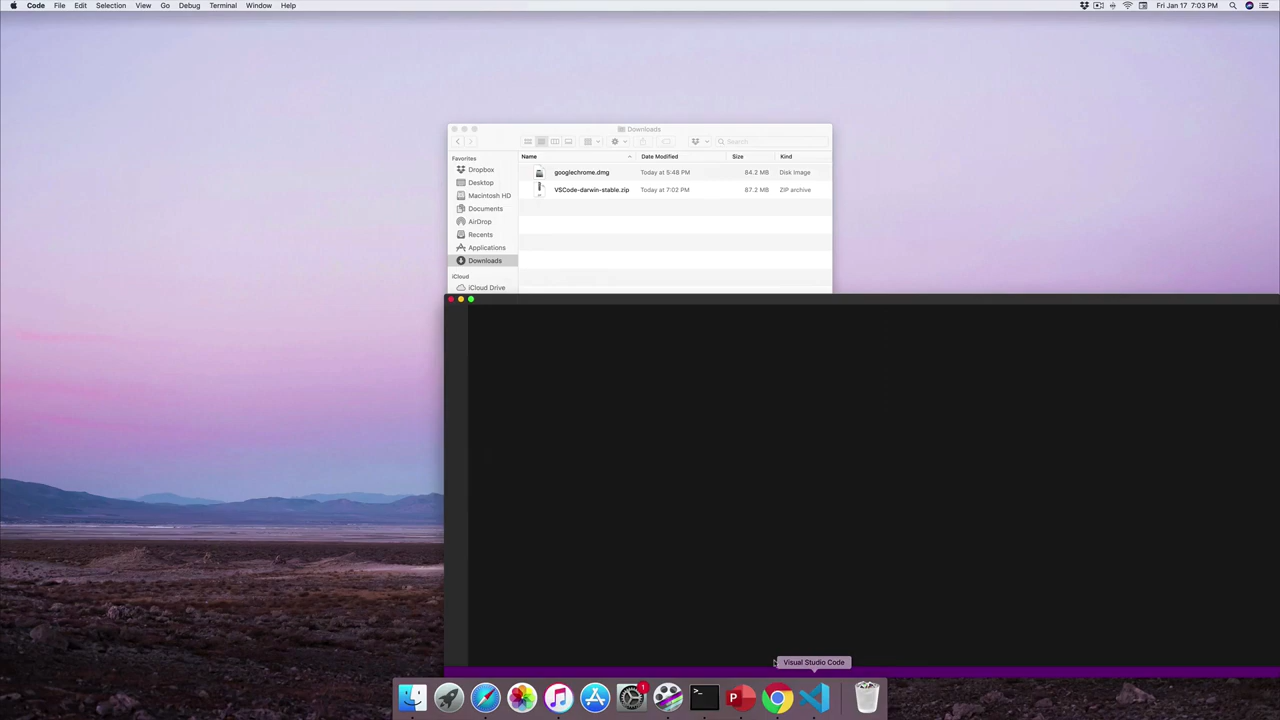 Code File Edit Selection View Go Debug Terminal Window Help Fri Jan 17 7:03 PM
Downloads
Search
Favorites Name Date Modified Size Kind
Dropbox googlechrome.dmg Today at 5:48 PM 84.2 MB Disk Image
Desktop
VSCode-darwin-stable.zip Today at 7:02 PM 87.2 MB ZIP archive
Macintosh HD
Documents
AirDrop
Recents
Applications
Downloads
iCloud
iCloud Drive
Visual Studio Code
1
>_
P